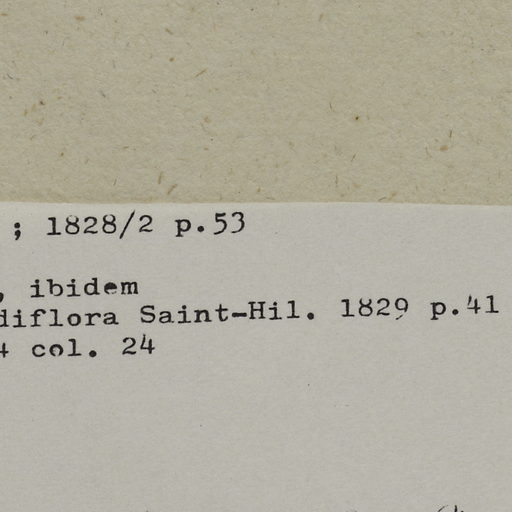 ; 1828/2 p.53
, ibidem
diflora Saint-Hil. 1829 p.41
4 col. 24